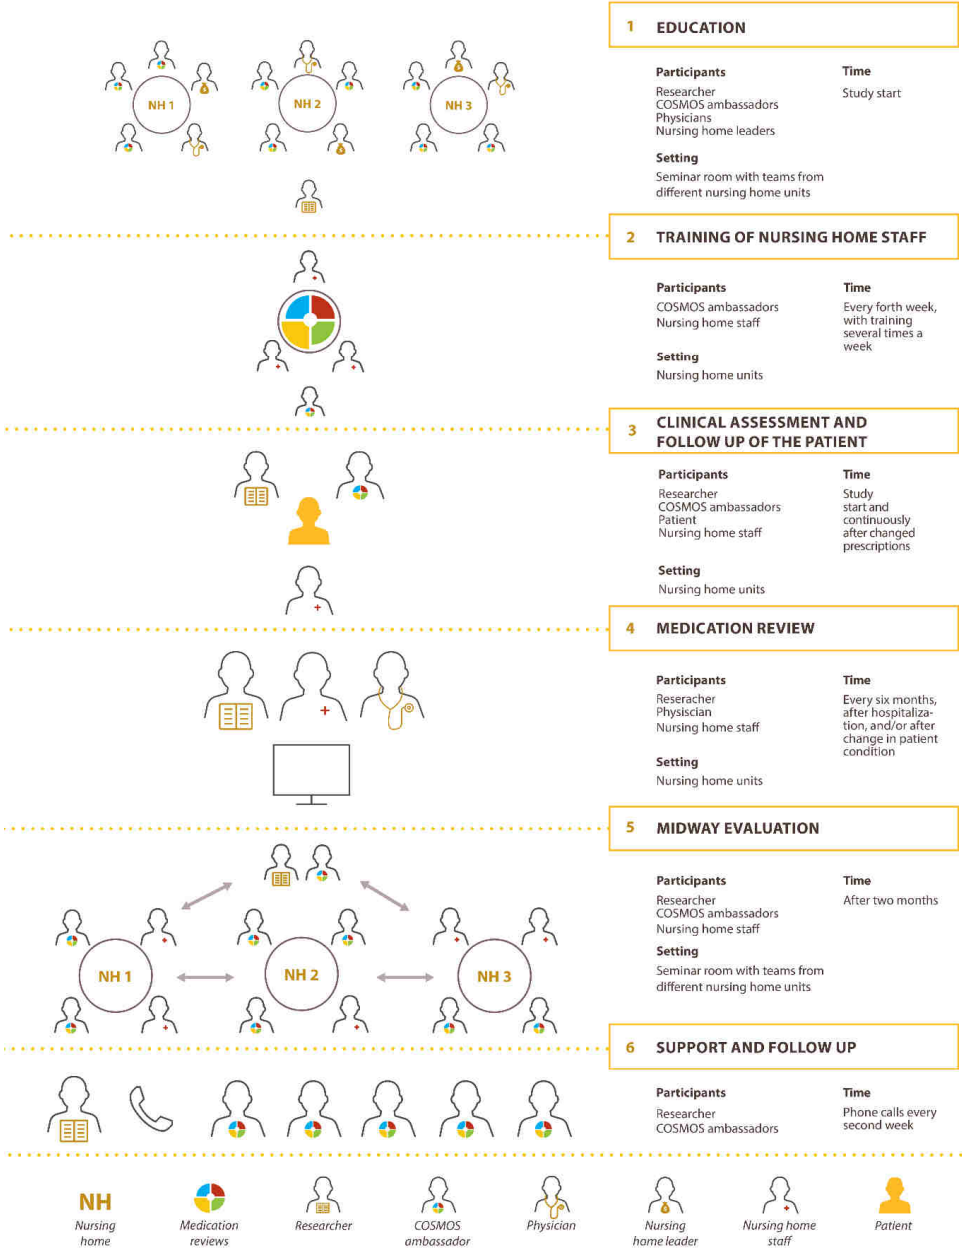 1 EDUCATION
NH 1
NH 2
NH 3
Participants
Researcher
COSMOS ambassadors
Physicians
Nursing home leaders
Time
Study start
Setting
Seminar room with teams from
different nursing home units
2 TRAINING OF NURSING HOME STAFF
Participants
COSMOS ambassadors
Nursing home staff
Time
Every forth week,
with training
several times a
week
Setting
Nursing home units
3 CLINICAL ASSESSMENT AND
FOLLOW UP OF THE PATIENT
Participants
Researcher
COSMOS ambassadors
Patient
Nursing home staff
Time
Study
start and
continuously
after changed
prescriptions
Setting
Nursing home units
4 MEDICATION REVIEW
Participants
Reseracher
Physiscian
Nursing home staff
Time
Every six months,
after hospitaliza-
tion, and/or after
change in patient
condition
Setting
Nursing home units
5 MIDWAY EVALUATION
NH 1
NH 2
NH 3
Participants
Researcher
COSMOS ambassadors
Nursing home staff
Time
After two months
Setting
Seminar room with teams from
different nursing home units
6 SUPPORT AND FOLLOW UP
Participants
Researcher
COSMOS ambassadors
Time
Phone calls every
second week
NH
Nursing
home
Medication
reviews
Researcher
COSMOS
ambassador
Physician
Nursing
home leader
Nursing home
staff
Patient